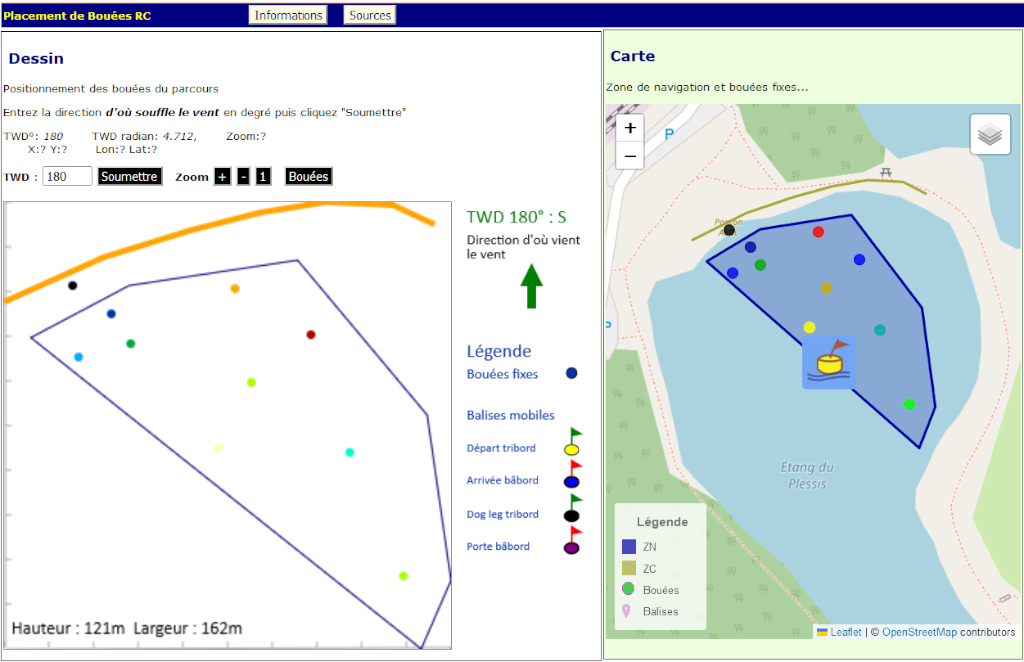 Placement de Bouées RC
Informations
Sources
Dessin
Positionnement des bouées du parcours
Entrez la direction d'où souffle le vent en degré puis cliquez "Soumettre"
TWD°: 180 TWD radian: 4.712, Zoom:?
X:? Y:? Lon:? Lat:?
TWD : 180 Soumettre Zoom + - 1 Bouées
TWD 180° : S
Direction d'où vient
le vent
Légende
Bouées fixes
Balises mobiles
Départ tribord
Arrivée bâbord
Dog leg tribord
Porte bâbord
Hauteur : 121m Largeur : 162m
Carte
Zone de navigation et bouées fixes...
+
−
P
P
Étang du
Plessis
Légende
ZN
ZC
Bouées
Balises
Leaflet | © OpenStreetMap contributors